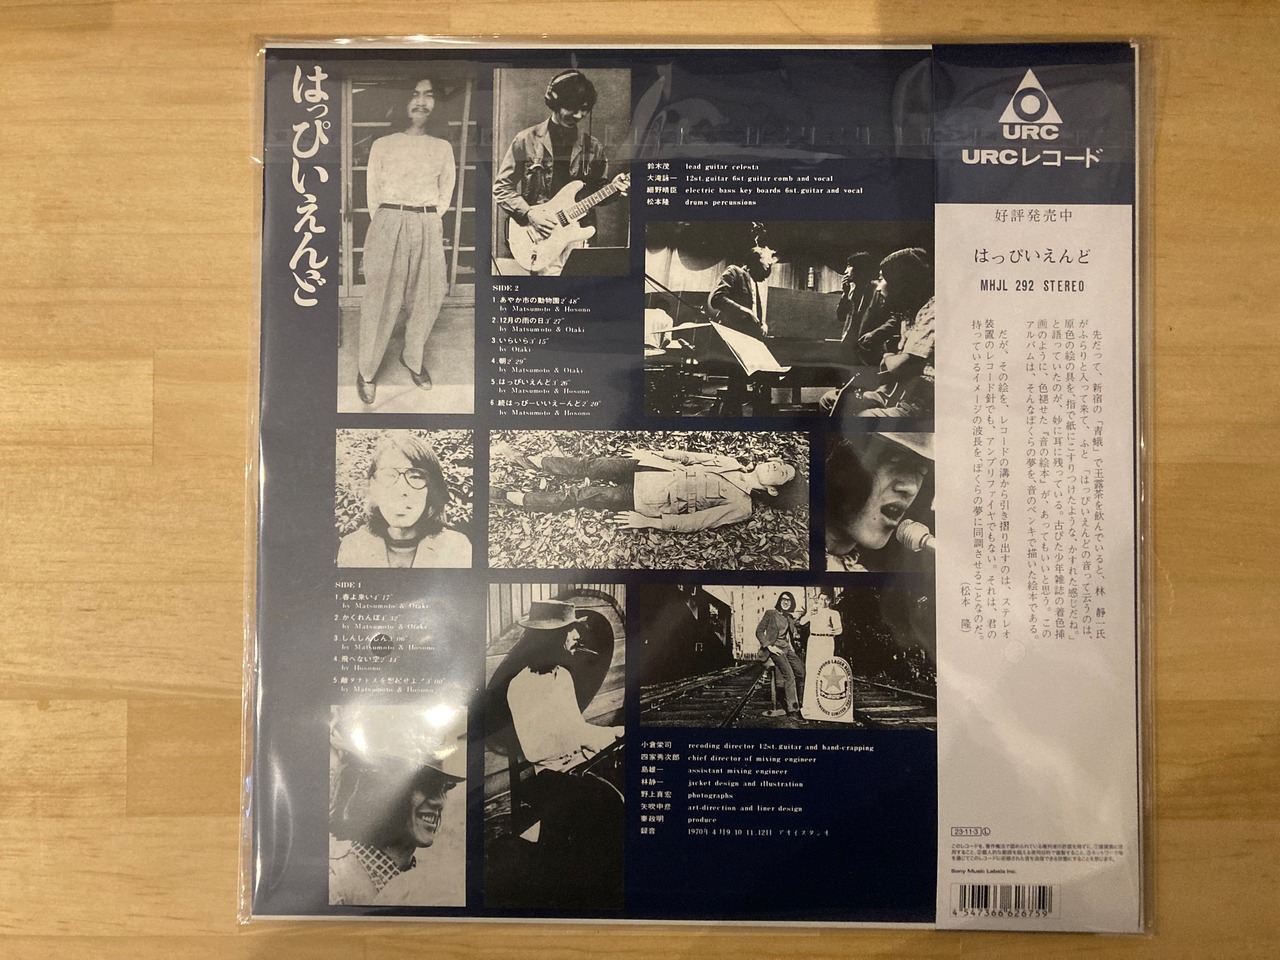 はっぴいえんど
鈴木茂 lead guitar celesta
大滝詠一 12st.guitar 6st.guitar comb and vocal
細野晴臣 electric bass key boards 6st.guitar and vocal
松本隆 drums percussions
SIDE 2
1.あやか市の動物園2'48"
by Matsumoto & Hosono
2.12月の雨の日3'27"
by Matsumoto & Otaki
3.いらいら3'15"
by Otaki
4.朝2'29"
by Matsumoto & Otaki
5.はっぴいえんど3'26"
by Matsumoto & Hosono
6.続はっぴーいいえーんど2'20"
by Matsumoto & Hosono
SIDE 1
1.春よ来い4'17"
by Matsumoto & Otaki
2.かくれんぼ3'32"
by Matsumoto & Otaki
3.しんしんしん3'06"
by Matsumoto & Hosono
4.飛べない空2'44"
by Hosono
5.敵タナトスを想起せよ!3'00"
by Matsumoto & Hosono
小倉栄司 recoding director 12st.guitar and hand-crapping
四家秀次郎 chief director of mixing engineer
島雄一 assistant mixing engineer
林静一 jacket design and illustration
野上真宏 photographs
矢吹申彦 art-direction and liner design
秦政明 produce
録音 1970年4月9.10.11.12日 アオイスタジオ
URC
URCレコード
好評発売中
はっぴいえんど
MHJL 292 STEREO
先だって、新宿の「青蛾」で玉露茶を飲んでいると、林 静一氏
がふらりと入って来て、ふと「はっぴいえんどの音って云うのは、
原色の絵の具を、指で紙にこすりつけたような、かすれた感じだね。」
と語っていたのが、妙に耳に残っている。古びた少年雑誌の着色挿
画のように、色褪せた『音の絵本』が、あってもいいと思う。この
アルバムは、そんなぼくらの夢を、音のペンキで描いた絵本である。
だが、その絵を、レコードの溝から引き摺り出すのは、ステレオ
装置のレコード針でも、アンプリファイヤでもない。それは、君の
持っているイメージの波長を、ぼくらの夢に同調させることなのだ。
(松本 隆)
23・11・3 Ⓛ
Sony Music Labels Inc.
4 547366 626759